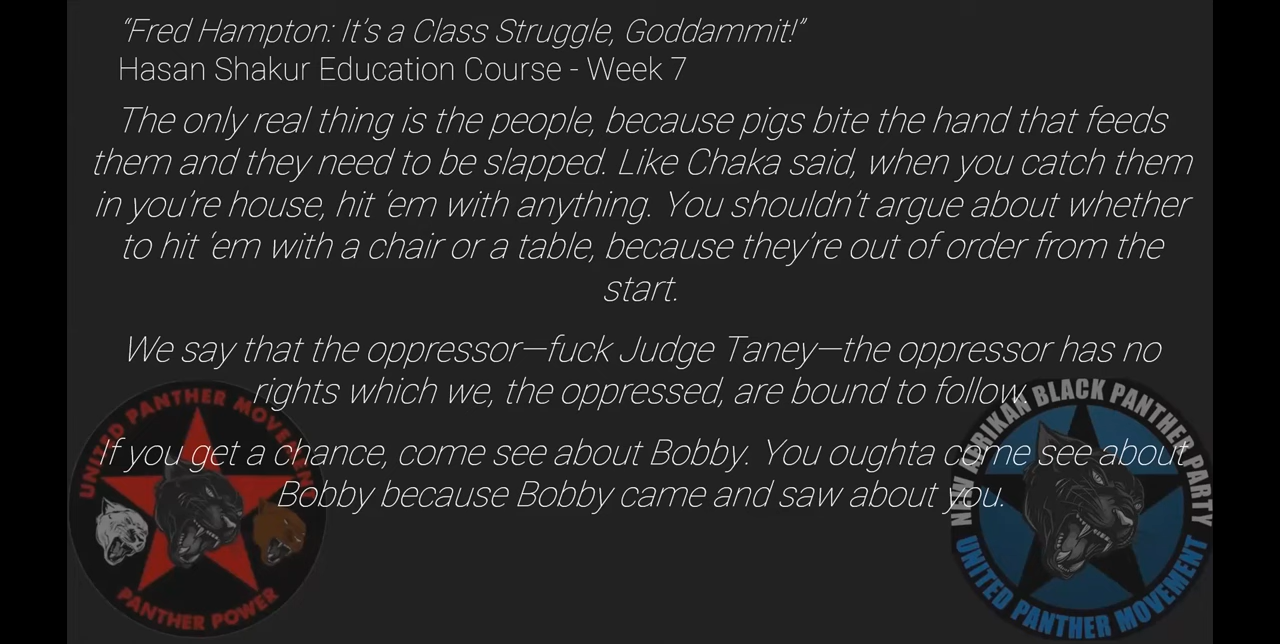 “Fred Hampton: It’s a Class Struggle, Goddammit!”
Hasan Shakur Education Course - Week 7
The only real thing is the people, because pigs bite the hand that feeds
them and they need to be slapped. Like Chaka said, when you catch them
in you’re house, hit ‘em with anything. You shouldn’t argue about whether
to hit ‘em with a chair or a table, because they’re out of order from the
start.
We say that the oppressor—fuck Judge Taney—the oppressor has no
rights which we, the oppressed, are bound to follow.
If you get a chance, come see about Bobby. You oughta come see about
Bobby because Bobby came and saw about you.
UNITED PANTHER MOVEMENT
PANTHER POWER
NEW AFRIKAN BLACK PANTHER PARTY
UNITED PANTHER MOVEMENT